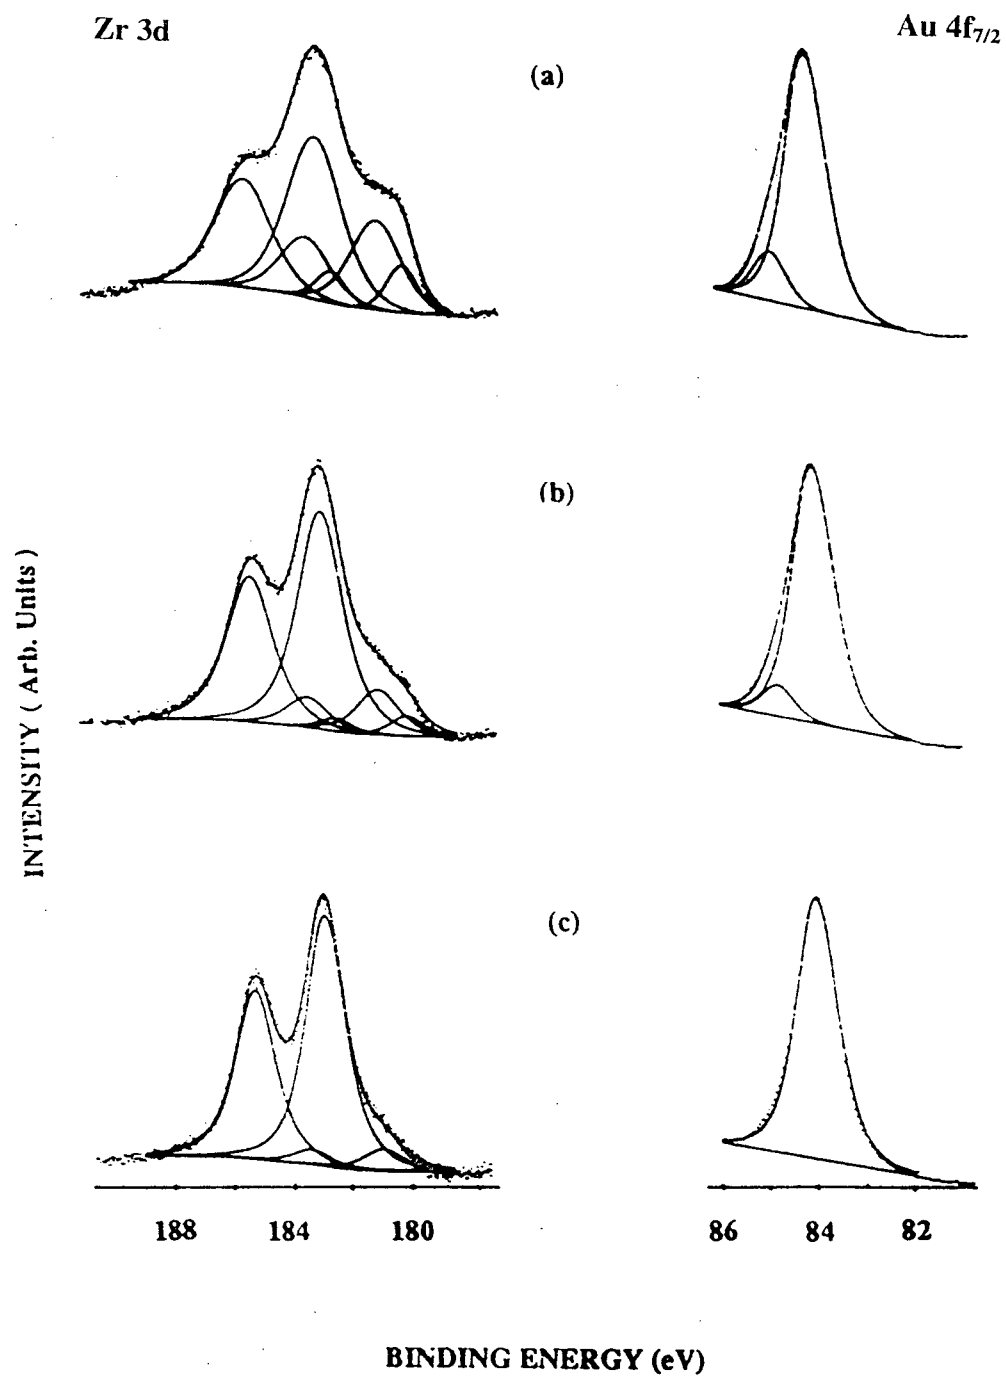 Zr 3d
Au 4f7/2
(a)
(b)
(c)
INTENSITY ( Arb. Units )
188 184 180
86 84 82
BINDING ENERGY (eV)